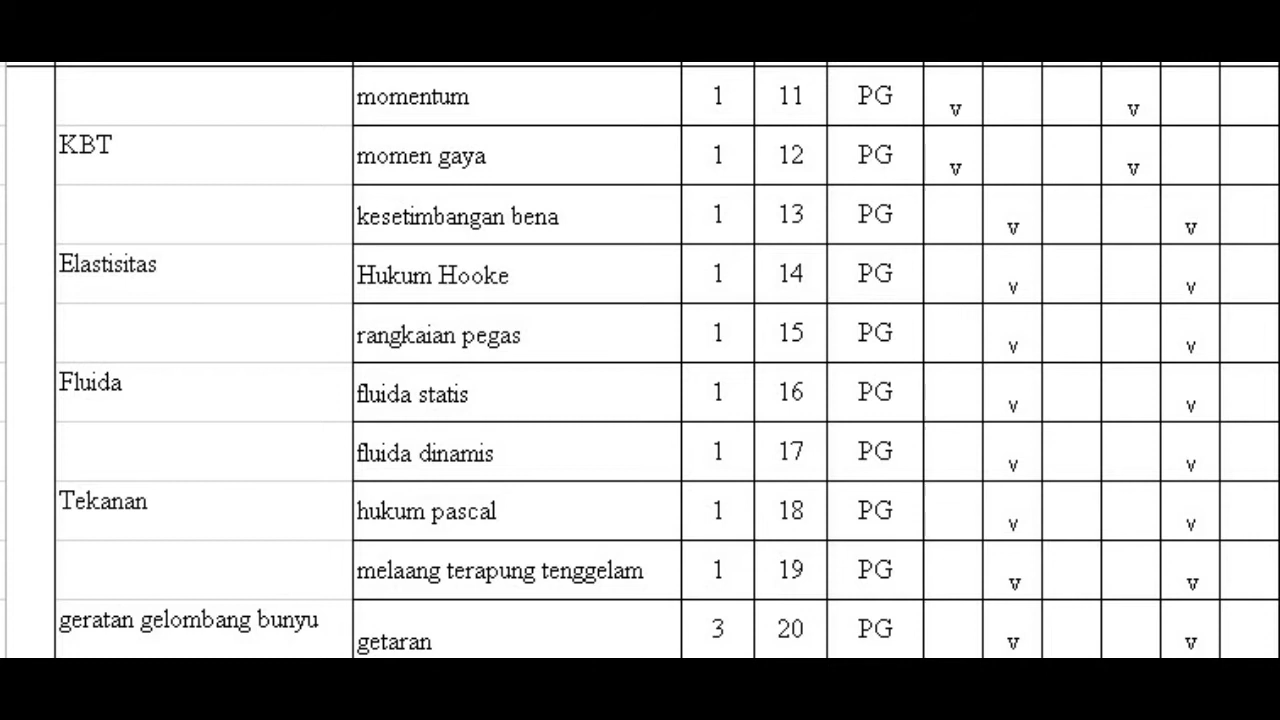 momentum 1 11 PG v v
KBT momen gaya 1 12 PG v v
kesetimbangan bena 1 13 PG v v
Elastisitas Hukum Hooke 1 14 PG v v
rangkaian pegas 1 15 PG v v
Fluida fluida statis 1 16 PG v v
fluida dinamis 1 17 PG v v
Tekanan hukum pascal 1 18 PG v v
melaang terapung tenggelam 1 19 PG v v
geratan gelombang bunyu getaran 3 20 PG v v